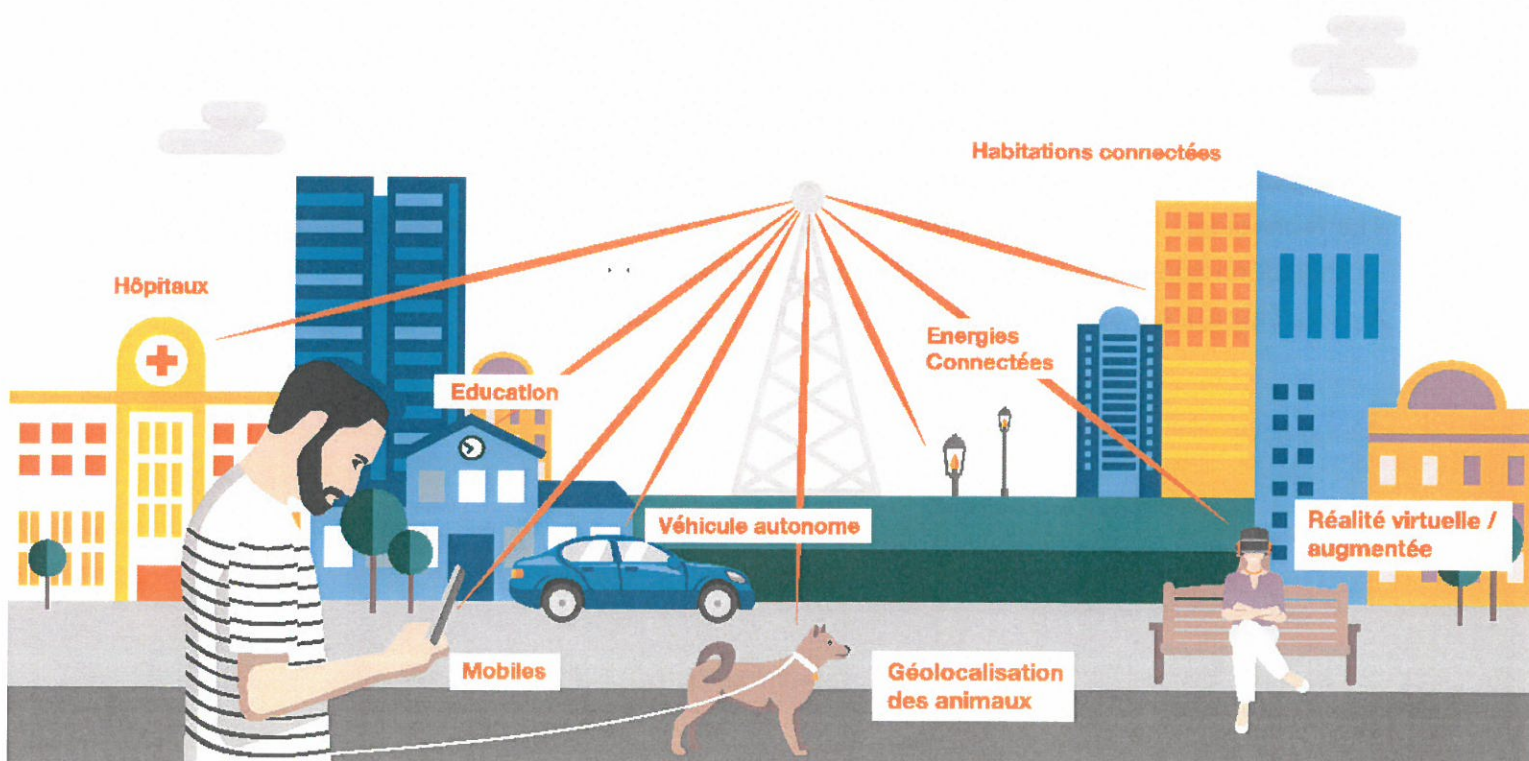 Habitations connectées
Hôpitaux
Energies
Connectées
Education
Véhicule autonome
Réalité virtuelle /
augmentée
Mobiles
Géolocalisation
des animaux